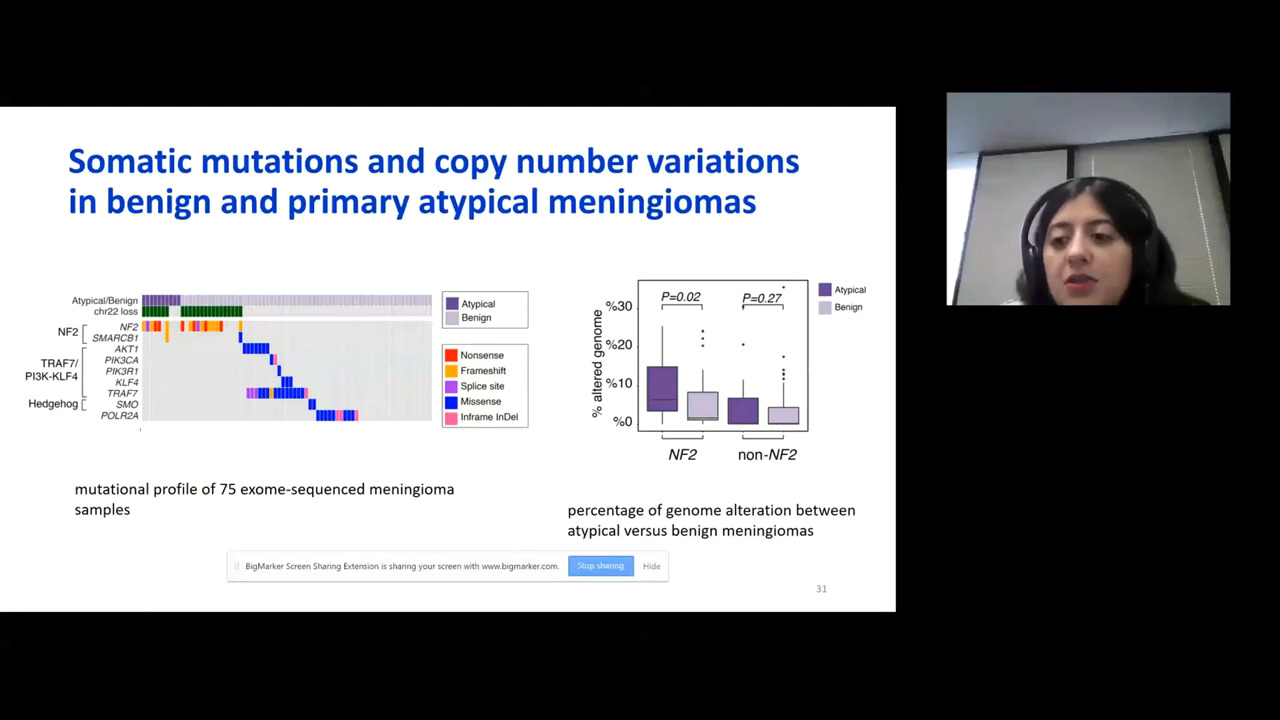 Somatic mutations and copy number variations
in benign and primary atypical meningiomas
Atypical/Benign
chr22 loss
NF2
NF2
SMARCB1
AKT1
TRAF7/
PI3K-KLF4
PIK3CA
PIK3R1
KLF4
TRAF7
Hedgehog
SMO
POLR2A
Atypical
Benign
Nonsense
Frameshift
Splice site
Missense
Inframe InDel
mutational profile of 75 exome-sequenced meningioma
samples
% altered genome
%30
%20
%10
%0
P=0.02
P=0.27
NF2
non-NF2
Atypical
Benign
percentage of genome alteration between
atypical versus benign meningiomas
BigMarker Screen Sharing Extension is sharing your screen with www.bigmarker.com.
Stop sharing
Hide
31